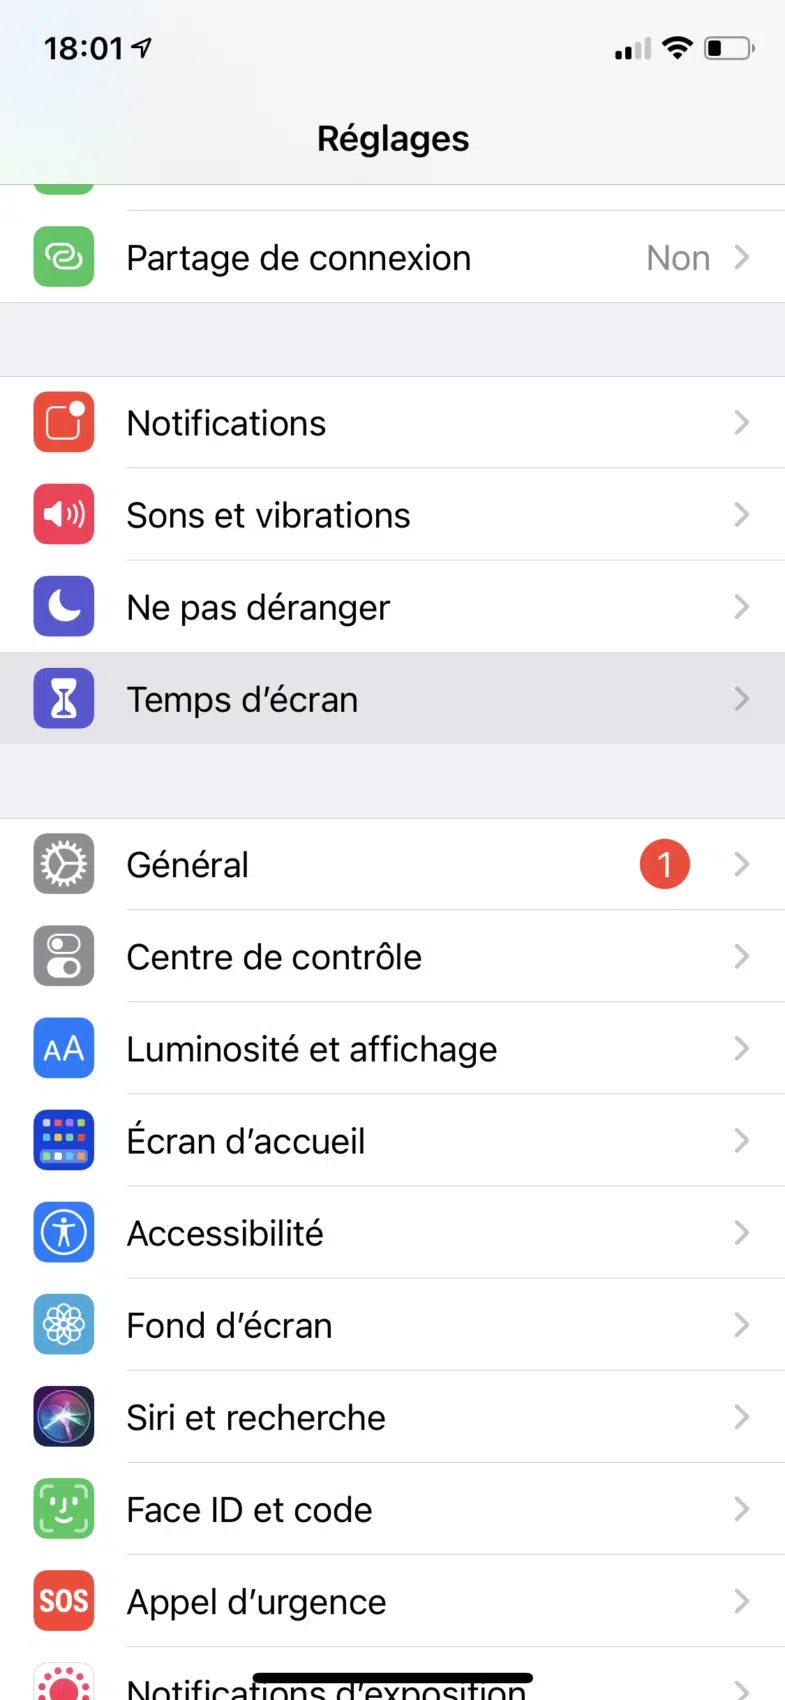 18:01
Réglages
Partage de connexion Non
Notifications
Sons et vibrations
Ne pas déranger
Temps d’écran
Général 1
Centre de contrôle
AA Luminosité et affichage
Écran d’accueil
Accessibilité
Fond d’écran
Siri et recherche
Face ID et code
SOS Appel d’urgence
Notifications d’exposition